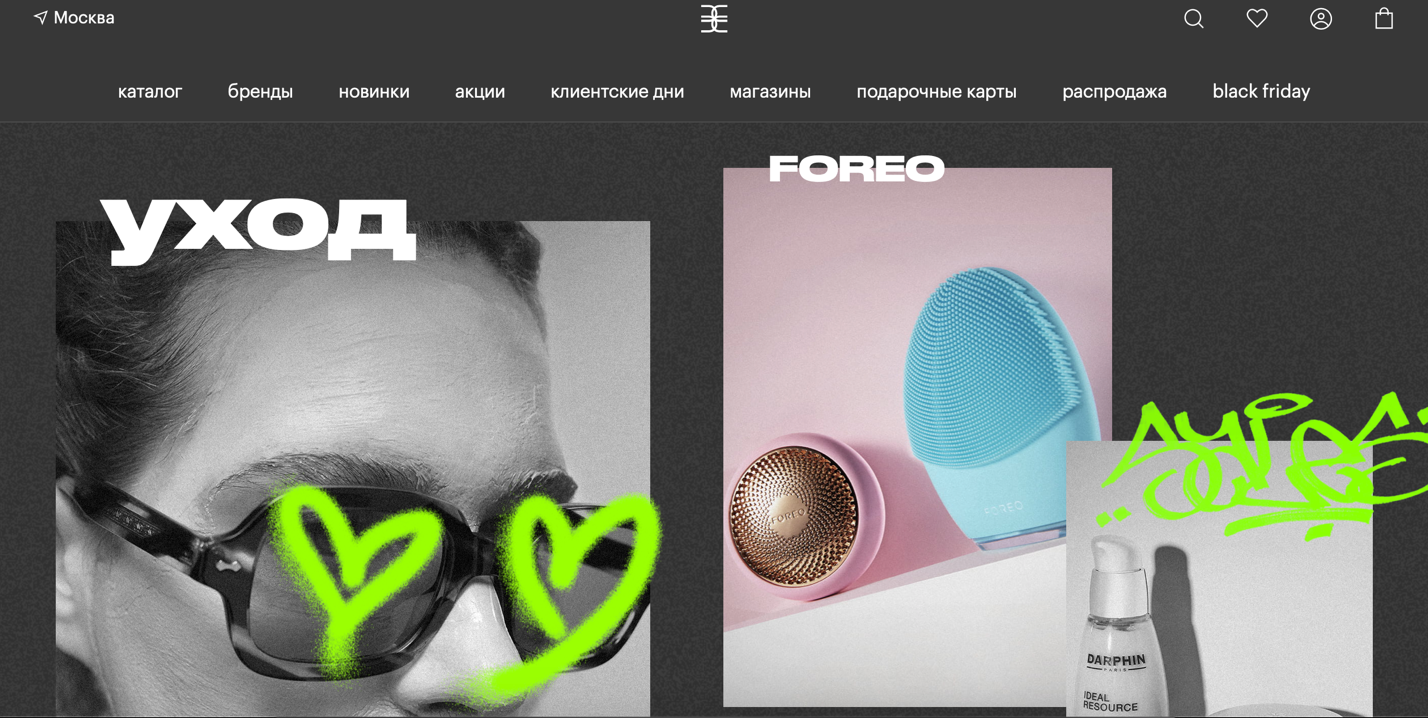 Москва
каталог бренды новинки акции клиентские дни магазины подарочные карты распродажа black friday
уход
FOREO
FOREO
FOREO
DARPHIN
PARIS
IDEAL
RESOURCE